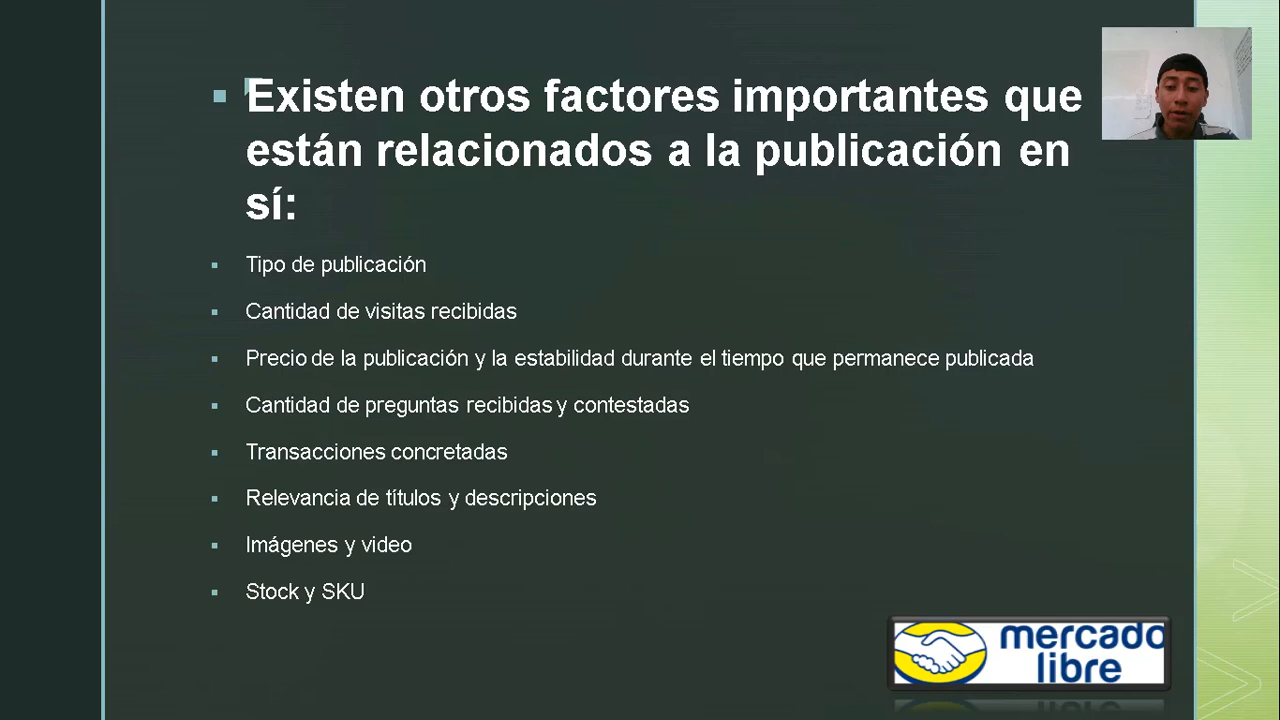 Existen otros factores importantes que
están relacionados a la publicación en
sí:
Tipo de publicación
Cantidad de visitas recibidas
Precio de la publicación y la estabilidad durante el tiempo que permanece publicada
Cantidad de preguntas recibidas y contestadas
Transacciones concretadas
Relevancia de títulos y descripciones
Imágenes y video
Stock y SKU
mercado
libre